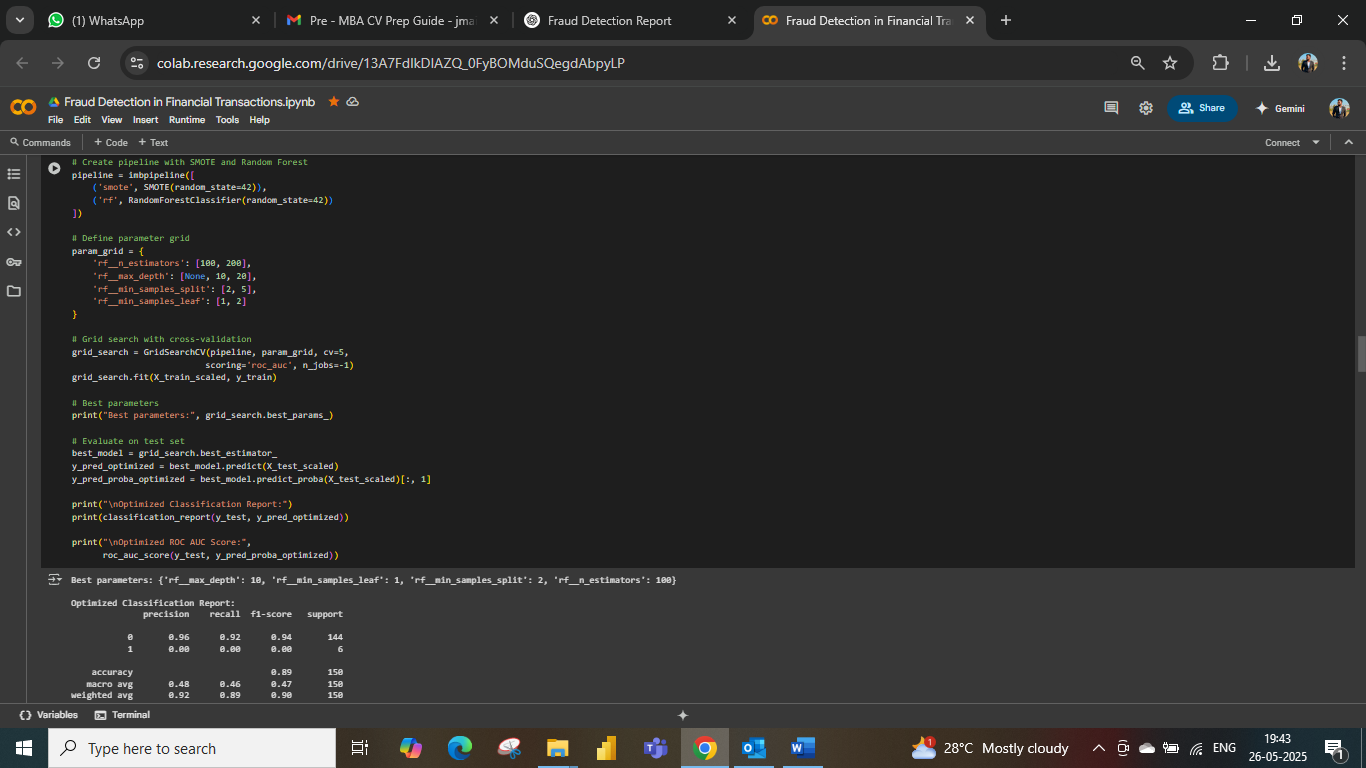 (1) WhatsApp
Pre - MBA CV Prep Guide - jma
Fraud Detection Report
Fraud Detection in Financial Tra
colab.research.google.com/drive/13A7FdIkDIAZQ_0FyBOMduSQegdAbpyLP
Fraud Detection in Financial Transactions.ipynb
File Edit View Insert Runtime Tools Help
Share
Gemini
Commands + Code + Text
Connect
# Create pipeline with SMOTE and Random Forest
pipeline = imbpipeline([
    ('smote', SMOTE(random_state=42)),
    ('rf', RandomForestClassifier(random_state=42))
])
# Define parameter grid
param_grid = {
    'rf__n_estimators': [100, 200],
    'rf__max_depth': [None, 10, 20],
    'rf__min_samples_split': [2, 5],
    'rf__min_samples_leaf': [1, 2]
}
# Grid search with cross-validation
grid_search = GridSearchCV(pipeline, param_grid, cv=5,
                          scoring='roc_auc', n_jobs=-1)
grid_search.fit(X_train_scaled, y_train)
# Best parameters
print("Best parameters:", grid_search.best_params_)
# Evaluate on test set
best_model = grid_search.best_estimator_
y_pred_optimized = best_model.predict(X_test_scaled)
y_pred_proba_optimized = best_model.predict_proba(X_test_scaled)[:, 1]
print("\nOptimized Classification Report:")
print(classification_report(y_test, y_pred_optimized))
print("\nOptimized ROC AUC Score:",
      roc_auc_score(y_test, y_pred_proba_optimized))
Best parameters: {'rf__max_depth': 10, 'rf__min_samples_leaf': 1, 'rf__min_samples_split': 2, 'rf__n_estimators': 100}
Optimized Classification Report:
              precision    recall  f1-score   support
           0       0.96      0.92      0.94       144
           1       0.00      0.00      0.00         6
    accuracy                           0.89       150
   macro avg       0.48      0.46      0.47       150
weighted avg       0.92      0.89      0.90       150
Variables Terminal
Type here to search
1
28°C Mostly cloudy
ENG
19:43
26-05-2025
1